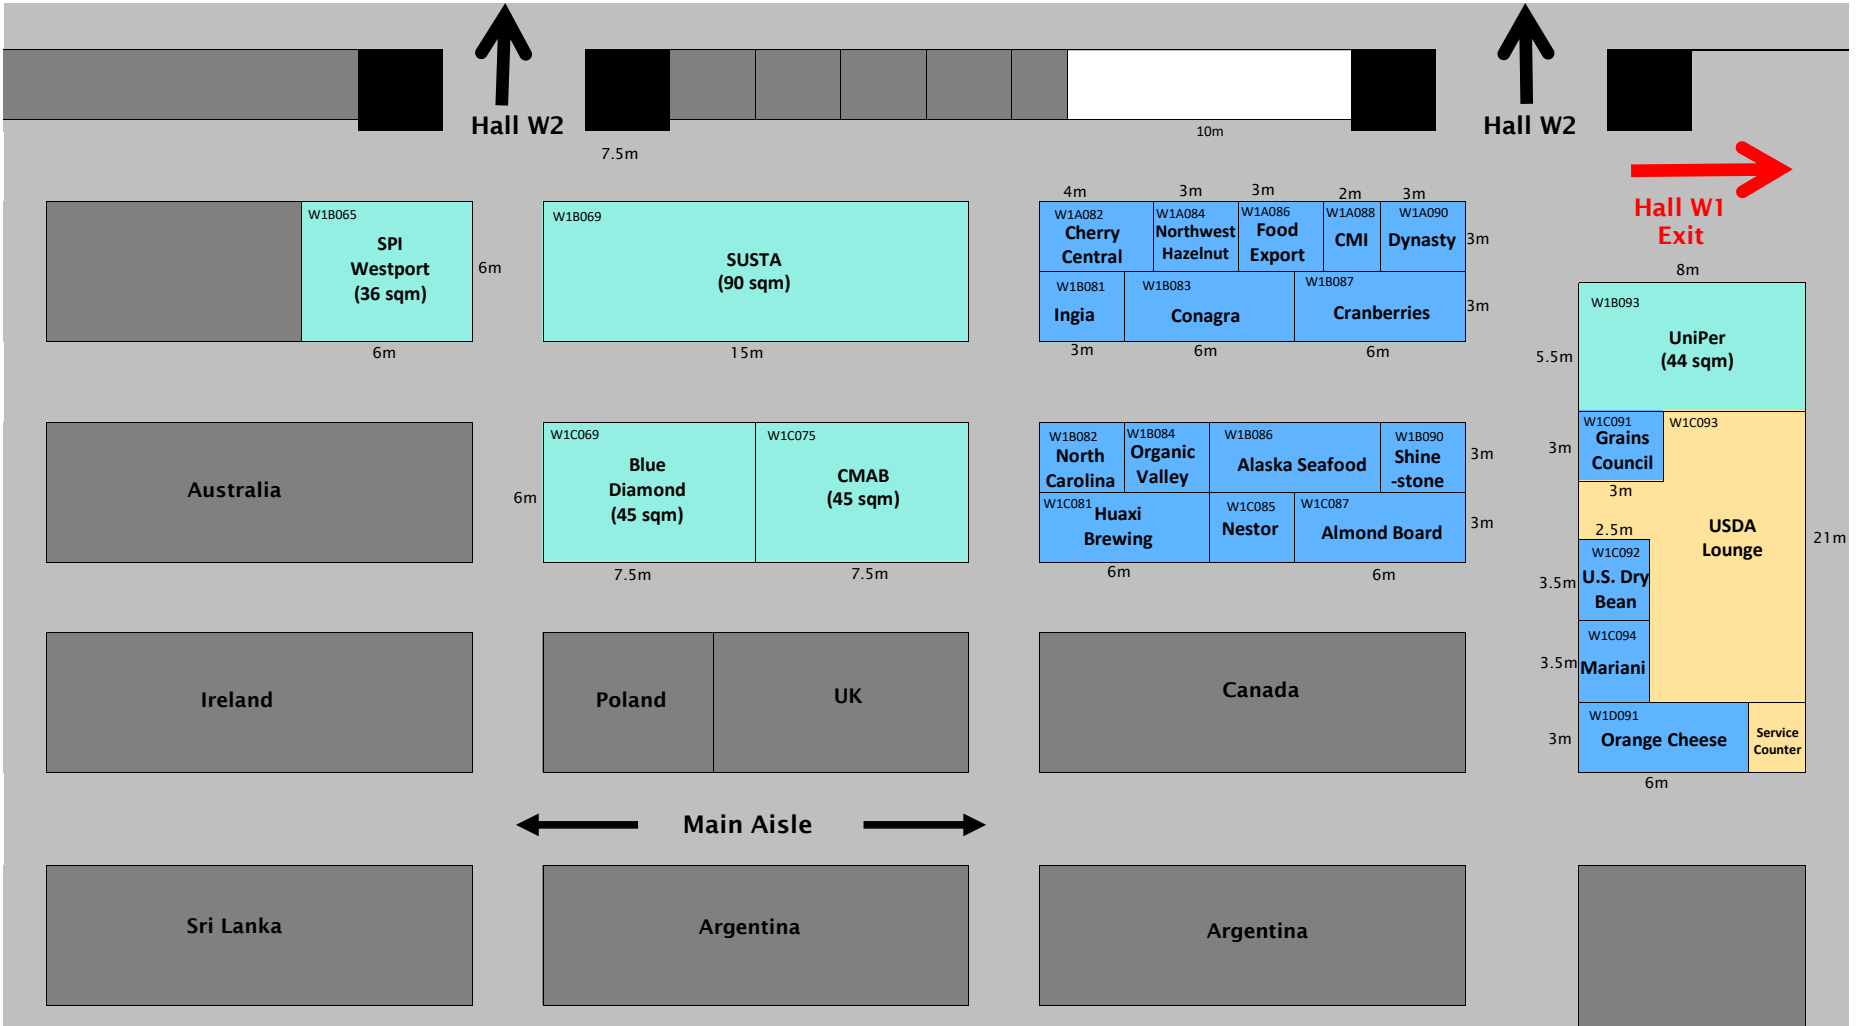 Hall W2
Hall W2
10m
7.5m
Hall W1
Exit
W1B065
SPI
Westport
(36 sqm)
6m
6m
W1B069
SUSTA
(90 sqm)
15m
4m
3m
3m
2m
3m
W1A082
Cherry
Central
W1A084
Northwest
Hazelnut
W1A086
Food
Export
W1A088
CMI
W1A090
Dynasty
3m
W1B081
Ingia
W1B083
Conagra
W1B087
Cranberries
3m
3m
6m
6m
8m
W1B093
UniPer
(44 sqm)
5.5m
Australia
W1C069
Blue
Diamond
(45 sqm)
W1C075
CMAB
(45 sqm)
6m
7.5m
7.5m
W1B082
North
Carolina
W1B084
Organic
Valley
W1B086
Alaska Seafood
W1B090
Shine
-stone
3m
W1C081
Huaxi
Brewing
W1C085
Nestor
W1C087
Almond Board
3m
6m
6m
W1C091
Grains
Council
3m
3m
W1C093
USDA
Lounge
21m
2.5m
W1C092
U.S. Dry
Bean
3.5m
W1C094
Mariani
3.5m
W1D091
Orange Cheese
3m
6m
Service
Counter
Ireland
Poland
UK
Canada
Main Aisle
Sri Lanka
Argentina
Argentina